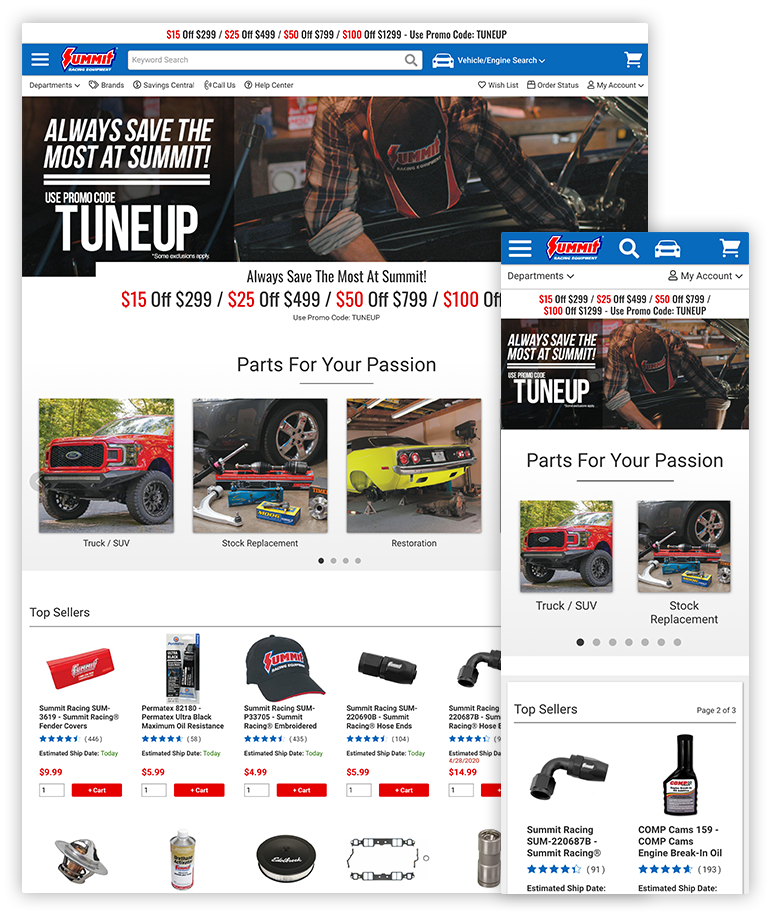 $15 Off $299 / $25 Off $499 / $50 Off $799 / $100 Off $1299 - Use Promo Code: TUNEUP
SUMMIT
RACING EQUIPMENT
Keyword Search
Vehicle/Engine Search
Departments
Brands
Savings Central
Call Us
Help Center
Wish List
Order Status
My Account
ALWAYS SAVE THE
MOST AT SUMMIT!
USE PROMO CODE
TUNEUP
*Some exclusions apply.
SUMMIT
RACING EQUIPMENT
Always Save The Most At Summit!
$15 Off $299 / $25 Off $499 / $50 Off $799 / $100 Of
Use Promo Code: TUNEUP
Parts For Your Passion
Truck / SUV
Stock Replacement
Restoration
Top Sellers
Summit Racing SUM-
3619 - Summit Racing®
Fender Covers
(446)
Estimated Ship Date: Today
$9.99
1
+ Cart
Permatex 82180 -
Permatex Ultra Black
Maximum Oil Resistance
(58)
Estimated Ship Date: Today
$5.99
1
+ Cart
Summit Racing SUM-
P33705 - Summit
Racing® Embroidered
(435)
Estimated Ship Date: Today
$4.99
1
+ Cart
Summit Racing SUM-
220690B - Summit
Racing® Hose Ends
(104)
Estimated Ship Date: Today
$5.99
1
+ Cart
Summit Racing
220687B - Sum
Racing® Hose E
(9
Estimated Ship D
4/28/2020
$14.99
1
Edelbrock
SUMMIT
RACING EQUIPMENT
Departments
My Account
$15 Off $299 / $25 Off $499 / $50 Off $799 /
$100 Off $1299 - Use Promo Code: TUNEUP
ALWAYS SAVE THE
MOST AT SUMMIT!
USE PROMO CODE
TUNEUP
*Some exclusions apply.
Parts For Your Passion
Truck / SUV
Stock
Replacement
Top Sellers
Page 2 of 3
Summit Racing
SUM-220687B -
Summit Racing®
(91)
Estimated Ship Date:
COMP Cams 159 -
COMP Cams
Engine Break-In Oil
(193)
Estimated Ship Date: